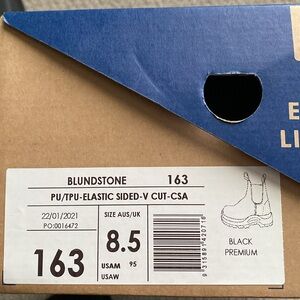 E
LI
BLUNDSTONE 163
PU/TPU-ELASTIC SIDED-V CUT-CSA
22/01/2021
PO:0016472
163
SIZE AUS/UK
8.5
USAM 95
USAW
BLACK
PREMIUM